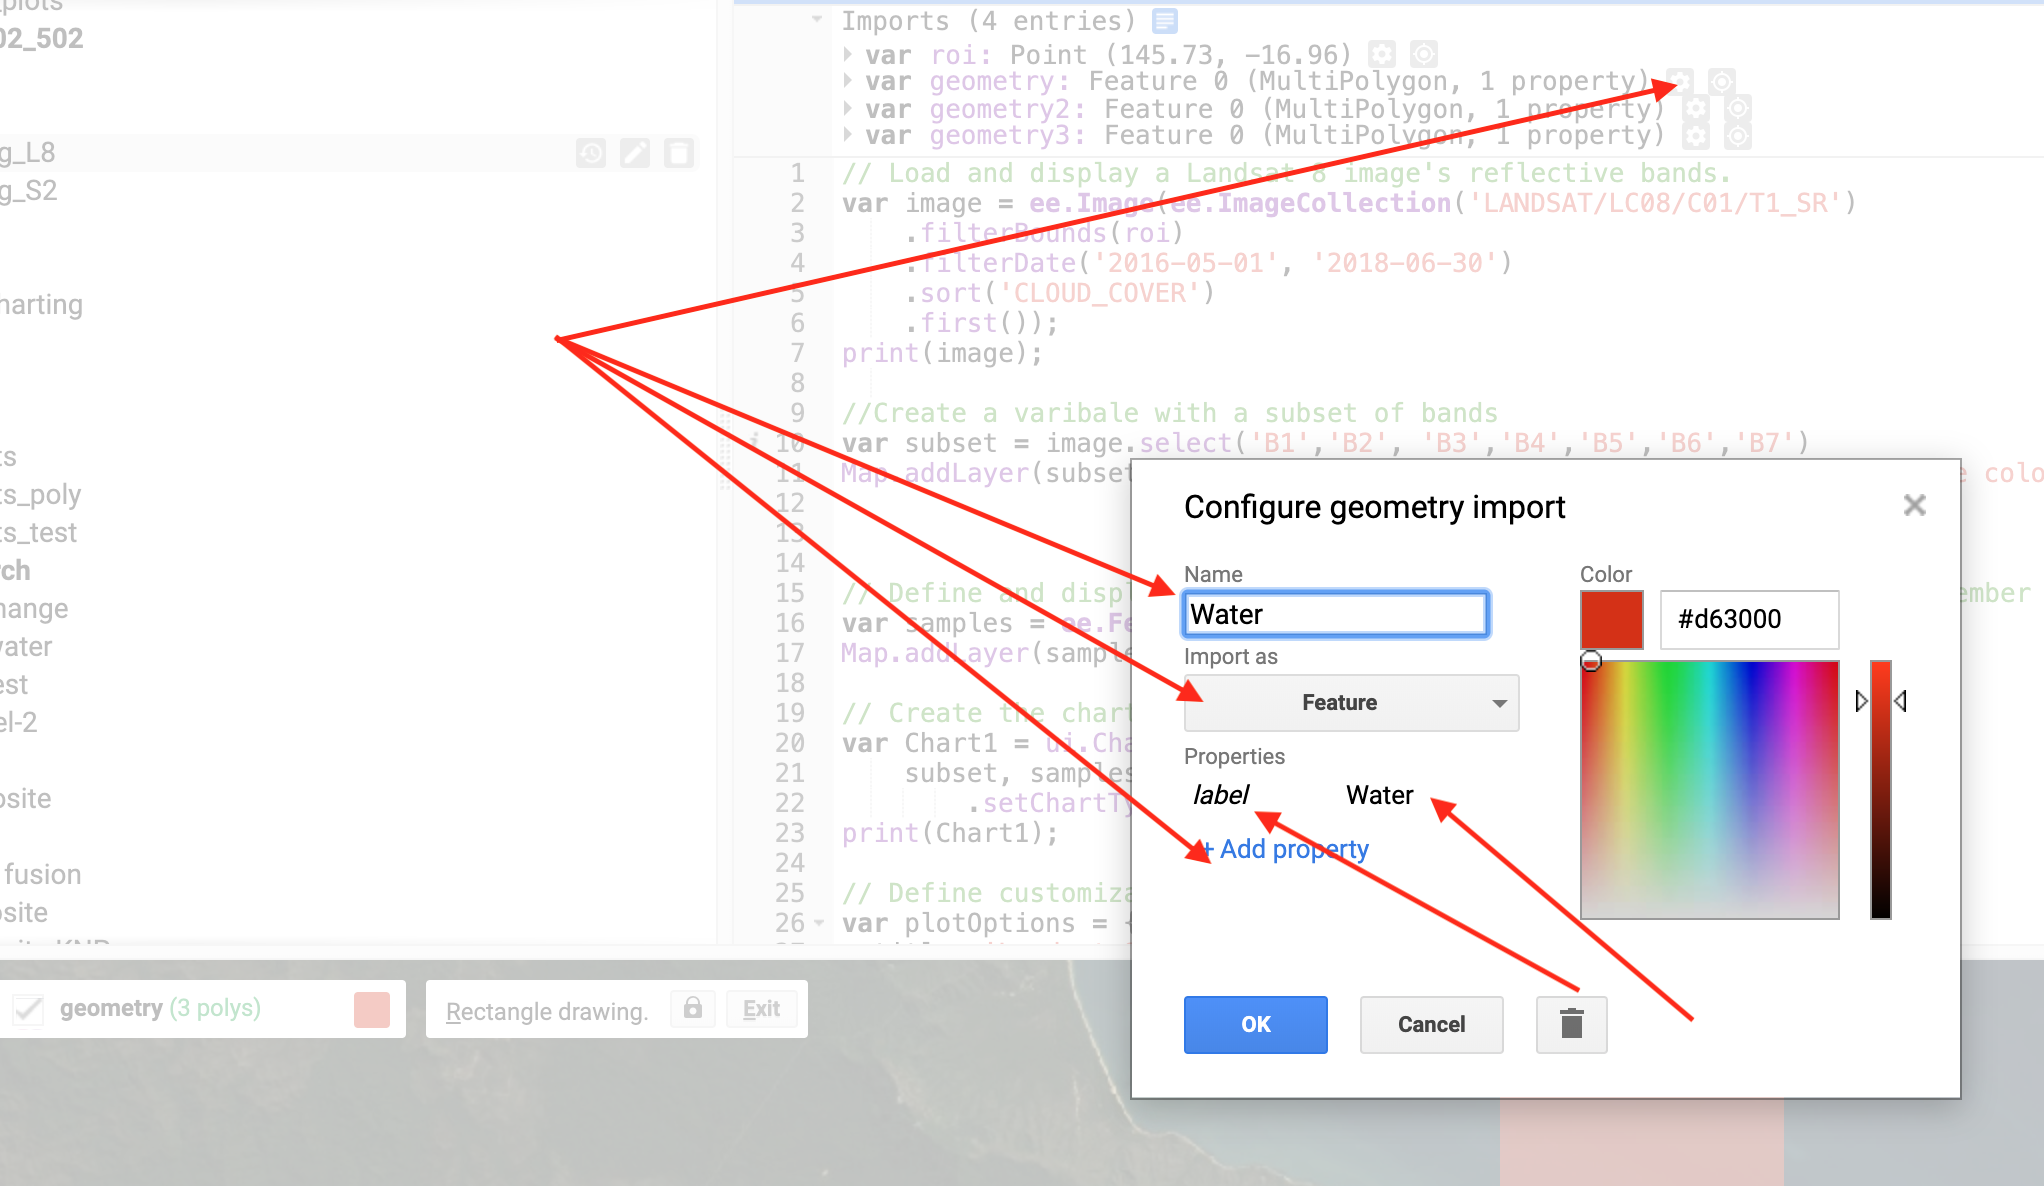 plots
02_502
g_L8
g_S2
harting
ts
ts_poly
ts_test
rch
hange
vater
est
el-2
osite
fusion
osite
Imports (4 entries)
var roi: Point (145.73, -16.96)
var geometry: Feature 0 (MultiPolygon, 1 property)
var geometry2: Feature 0 (MultiPolygon, 1 property)
var geometry3: Feature 0 (MultiPolygon, 1 property)
1 // Load and display a Landsat 8 image's reflective bands.
2 var image = ee.Image(ee.ImageCollection('LANDSAT/LC08/C01/T1_SR')
3 .filterBounds(roi)
4 .filterDate('2016-05-01', '2018-06-30')
5 .sort('CLOUD_COVER')
6 .first());
7 print(image);
8
9 //Create a varibale with a subset of bands
i 10 var subset = image.select('B1','B2', 'B3','B4','B5','B6','B7')
11 Map.addLayer(subset e colo
12
13
14
15 // Define and disp ember
16 var samples = ee.Fe
17 Map.addLayer(sample
18
19 // Create the chart
20 var Chart1 = ui.Cha
21 subset, samples
22 .setChartTy
23 print(Chart1);
24
25 // Define customiza
26 var plotOptions = {
Configure geometry import
Name
Water
Import as
Feature
Properties
label Water
+ Add property
Color
#d63000
OK
Cancel
geometry (3 polys)
Rectangle drawing.
Exit